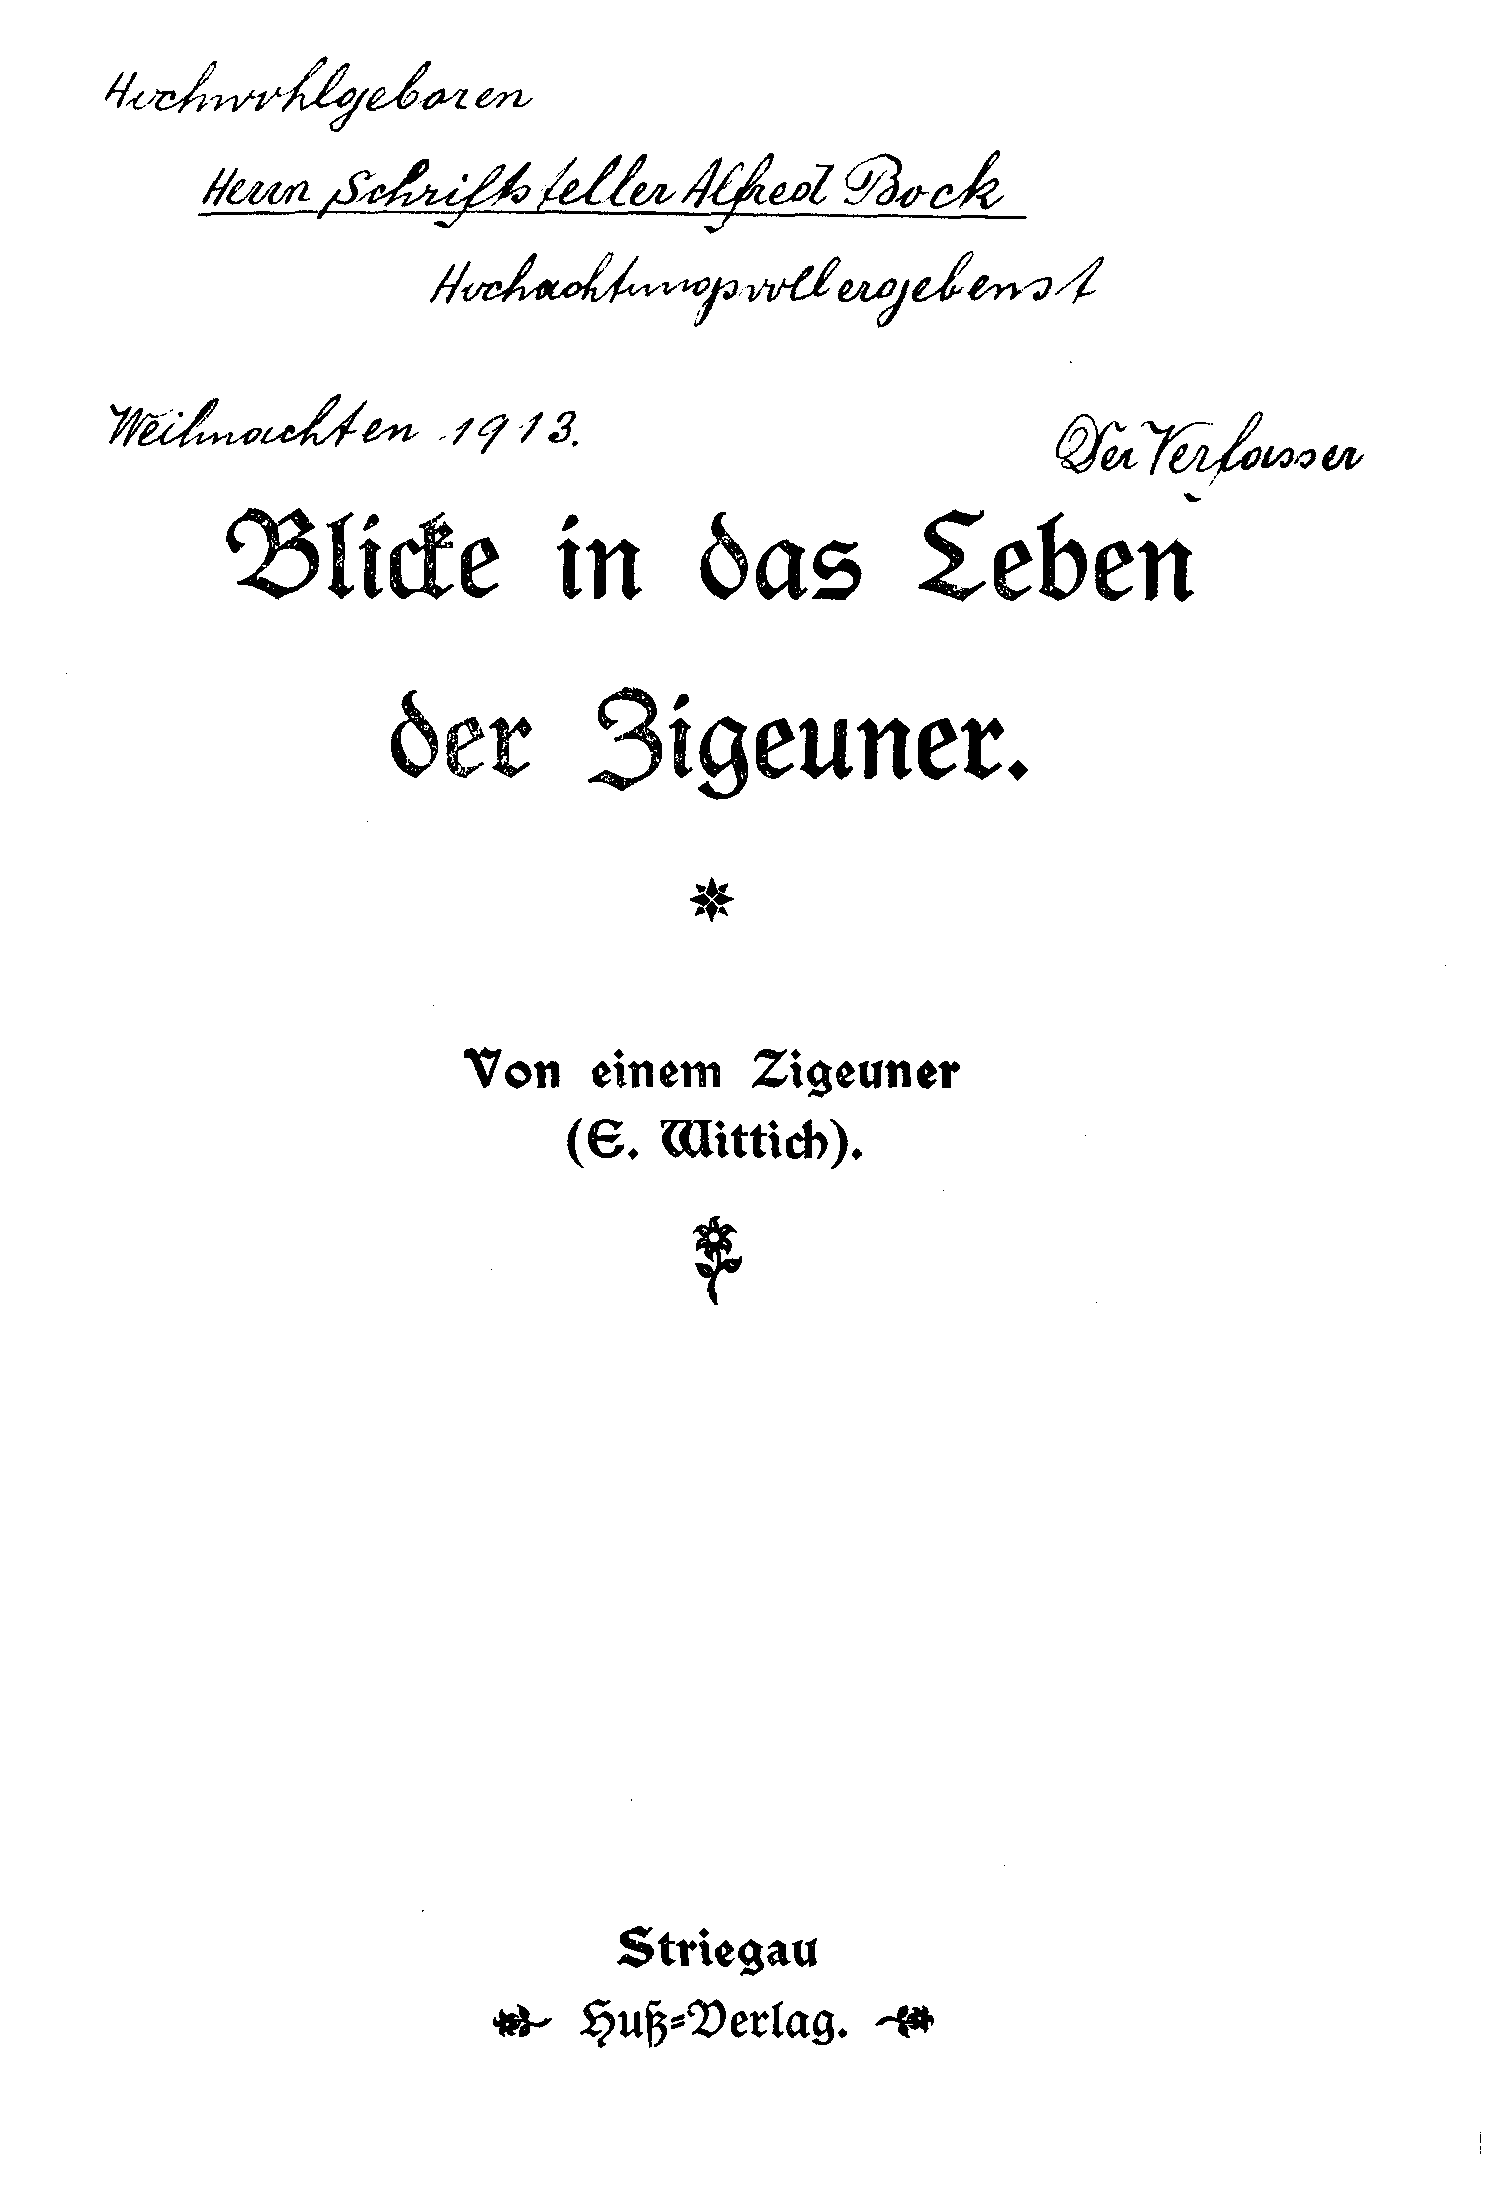 Hochwohlgeboren
Herrn Schriftsteller Alfred Bock
Hochachtungsvoll ergebenst
Weihnachten 1913.
Der Verfasser
Blicke in das Leben
der Zigeuner.
Von einem Zigeuner
(E. Wittich).
Striegau
Huß-Verlag.